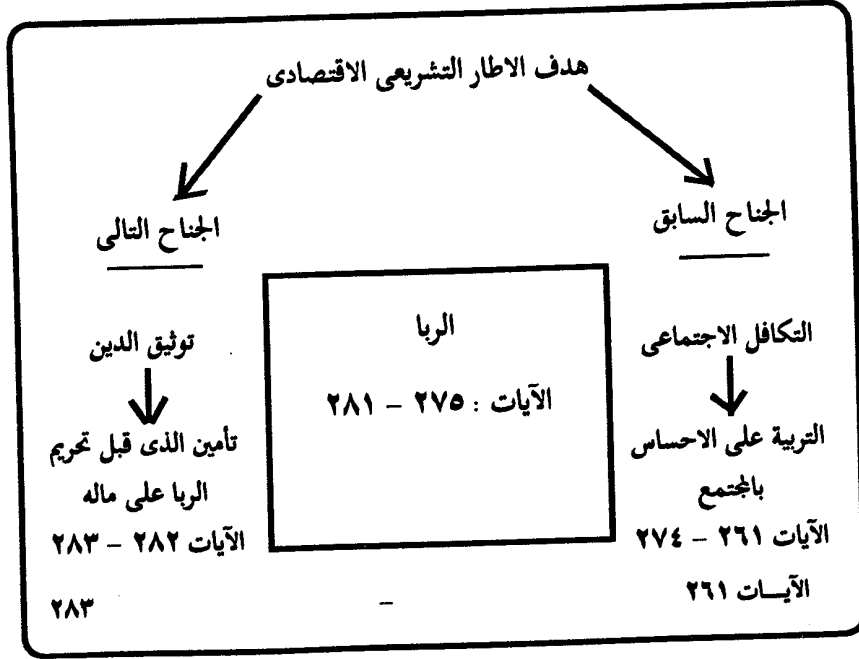 هدف الاطار التشريعى الاقتصادى
الجناح السابق
التكافل الاجتماعى
التربية على الاحساس
بالمجتمع
الآيات ٢٦١ – ٢٧٤
الربا
الآيات : ٢٧٥ – ٢٨١
الجناح التالى
توثيق الدين
تأمين الذى قبل تحريم
الربا على ماله
الآيات ٢٨٢ – ٢٨٣
الآيـــات ٢٦١ – ٢٨٣